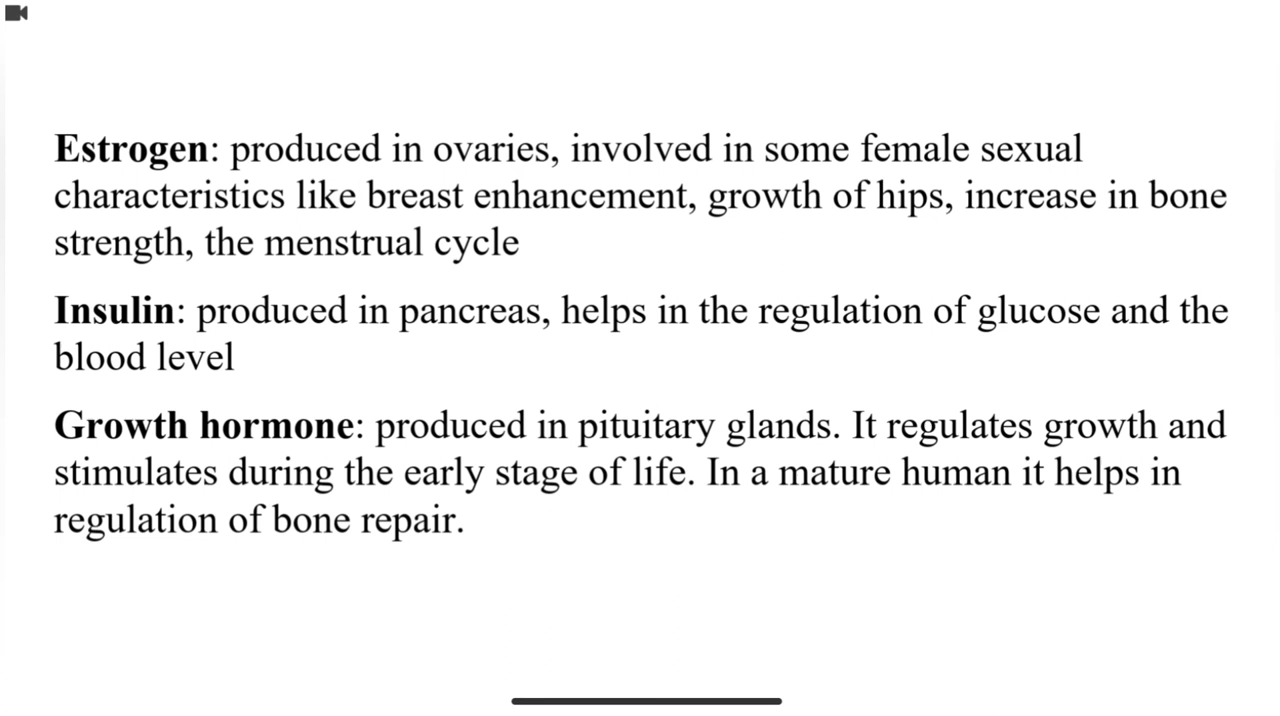 Estrogen: produced in ovaries, involved in some female sexual
characteristics like breast enhancement, growth of hips, increase in bone
strength, the menstrual cycle
Insulin: produced in pancreas, helps in the regulation of glucose and the
blood level
Growth hormone: produced in pituitary glands. It regulates growth and
stimulates during the early stage of life. In a mature human it helps in
regulation of bone repair.